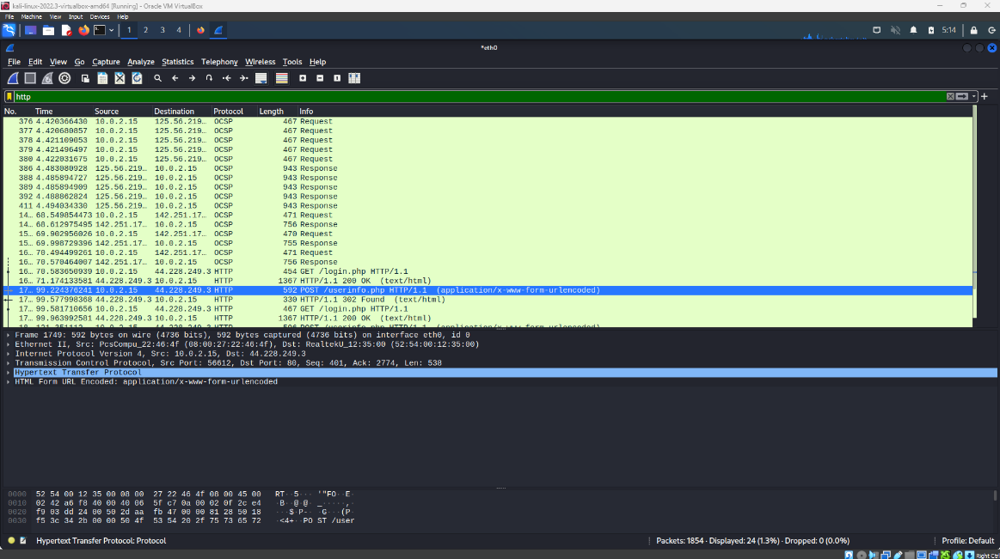 kali-linux-2022.3-virtualbox-amd64 [Running] - Oracle VM VirtualBox
File Machine View Input Devices Help
1 2 3 4 5:14
*eth0
File Edit View Go Capture Analyze Statistics Telephony Wireless Tools Help
http
No. Time Source Destination Protocol Length Info
376 4.420366430 10.0.2.15 125.56.219… OCSP 467 Request
377 4.420680857 10.0.2.15 125.56.219… OCSP 467 Request
378 4.421109053 10.0.2.15 125.56.219… OCSP 467 Request
379 4.421496497 10.0.2.15 125.56.219… OCSP 467 Request
380 4.422031675 10.0.2.15 125.56.219… OCSP 467 Request
386 4.483080928 125.56.219… 10.0.2.15 OCSP 943 Response
388 4.485894727 125.56.219… 10.0.2.15 OCSP 943 Response
389 4.485894909 125.56.219… 10.0.2.15 OCSP 943 Response
392 4.488862824 125.56.219… 10.0.2.15 OCSP 943 Response
411 4.494034330 125.56.219… 10.0.2.15 OCSP 943 Response
14… 68.549854473 10.0.2.15 142.251.17… OCSP 471 Request
14… 68.612975495 142.251.17… 10.0.2.15 OCSP 756 Response
15… 69.902956026 10.0.2.15 142.251.17… OCSP 470 Request
15… 69.998729396 142.251.17… 10.0.2.15 OCSP 755 Response
16… 70.494499261 10.0.2.15 142.251.17… OCSP 471 Request
16… 70.570464007 142.251.17… 10.0.2.15 OCSP 756 Response
16… 70.583650939 10.0.2.15 44.228.249.3 HTTP 454 GET /login.php HTTP/1.1
16… 71.174133581 44.228.249.3 10.0.2.15 HTTP 1367 HTTP/1.1 200 OK (text/html)
17… 99.224376241 10.0.2.15 44.228.249.3 HTTP 592 POST /userinfo.php HTTP/1.1 (application/x-www-form-urlencoded)
17… 99.577998368 44.228.249.3 10.0.2.15 HTTP 330 HTTP/1.1 302 Found (text/html)
17… 99.581710656 10.0.2.15 44.228.249.3 HTTP 467 GET /login.php HTTP/1.1
17… 99.963992581 44.228.249.3 10.0.2.15 HTTP 1367 HTTP/1.1 200 OK (text/html)
Frame 1749: 592 bytes on wire (4736 bits), 592 bytes captured (4736 bits) on interface eth0, id 0
Ethernet II, Src: PcsCompu_22:46:4f (08:00:27:22:46:4f), Dst: RealtekU_12:35:00 (52:54:00:12:35:00)
Internet Protocol Version 4, Src: 10.0.2.15, Dst: 44.228.249.3
Transmission Control Protocol, Src Port: 56612, Dst Port: 80, Seq: 401, Ack: 2774, Len: 538
Hypertext Transfer Protocol
HTML Form URL Encoded: application/x-www-form-urlencoded
0000 52 54 00 12 35 00 08 00 27 22 46 4f 08 00 45 00 RT··5··· '"FO··E·
0010 02 42 a6 f8 40 00 40 06 5f c7 0a 00 02 0f 2c e4 ·B··@·@· _·····,·
0020 f9 03 dd 24 00 50 2d aa fb 47 00 00 81 28 50 18 ···$·P-· ·G···(P·
0030 f5 3c 34 2b 00 00 50 4f 53 54 20 2f 75 73 65 72 ·<4+··PO ST /user
Hypertext Transfer Protocol: Protocol Packets: 1854 · Displayed: 24 (1.3%) · Dropped: 0 (0.0%) Profile: Default
Right Ctrl